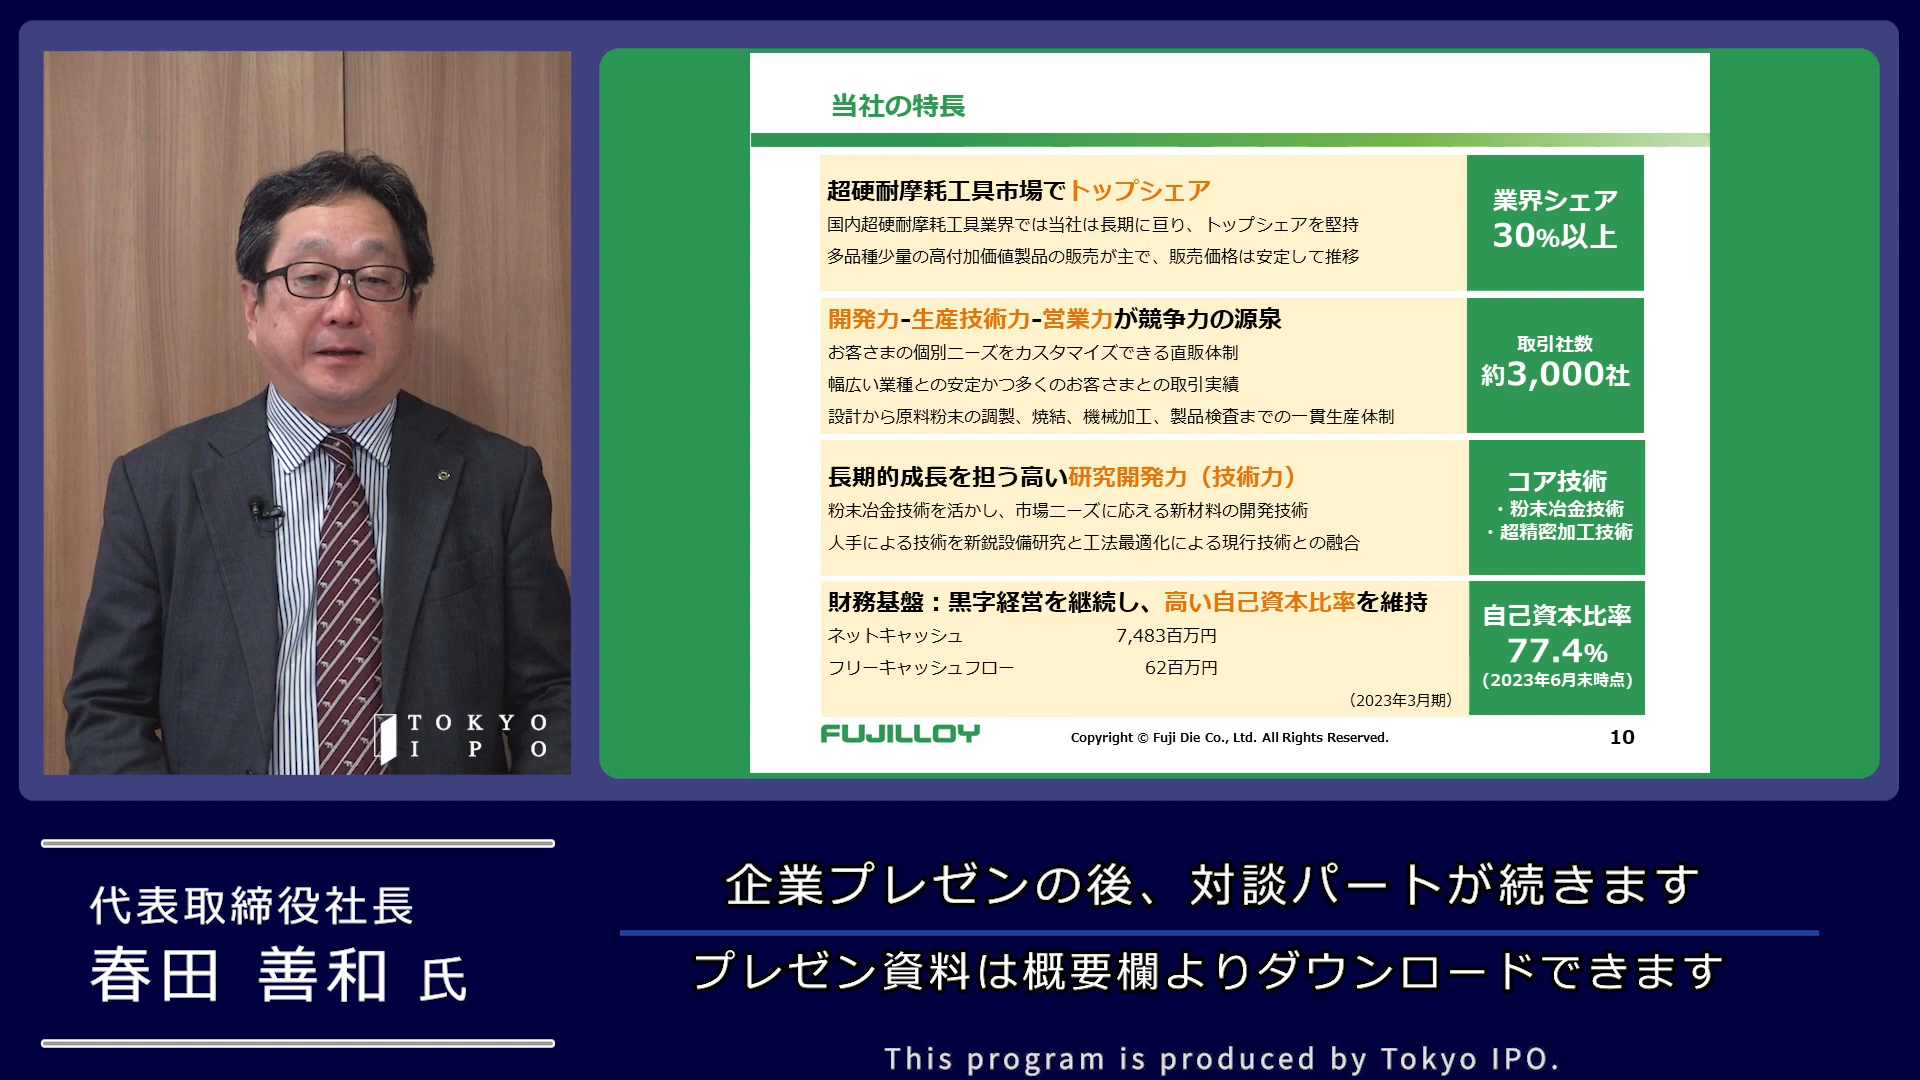 TOKYO
IPO
当社の特長
超硬耐摩耗工具市場でトップシェア
国内超硬耐摩耗工具業界では当社は長期に亘り、トップシェアを堅持
多品種少量の高付加価値製品の販売が主で、販売価格は安定して推移
業界シェア
30%以上
開発力-生産技術力-営業力が競争力の源泉
お客さまの個別ニーズをカスタマイズできる直販体制
幅広い業種との安定かつ多くのお客さまとの取引実績
設計から原料粉末の調製、焼結、機械加工、製品検査までの一貫生産体制
取引社数
約3,000社
長期的成長を担う高い研究開発力（技術力）
粉末冶金技術を活かし、市場ニーズに応える新材料の開発技術
人手による技術を新鋭設備研究と工法最適化による現行技術との融合
コア技術
・粉末冶金技術
・超精密加工技術
財務基盤：黒字経営を継続し、高い自己資本比率を維持
ネットキャッシュ 7,483百万円
フリーキャッシュフロー 62百万円
（2023年3月期）
自己資本比率
77.4%
(2023年6月末時点)
FUJILLOY Copyright © Fuji Die Co., Ltd. All Rights Reserved. 10
代表取締役社長
春田 善和 氏
企業プレゼンの後、対談パートが続きます
プレゼン資料は概要欄よりダウンロードできます
This program is produced by Tokyo IPO.